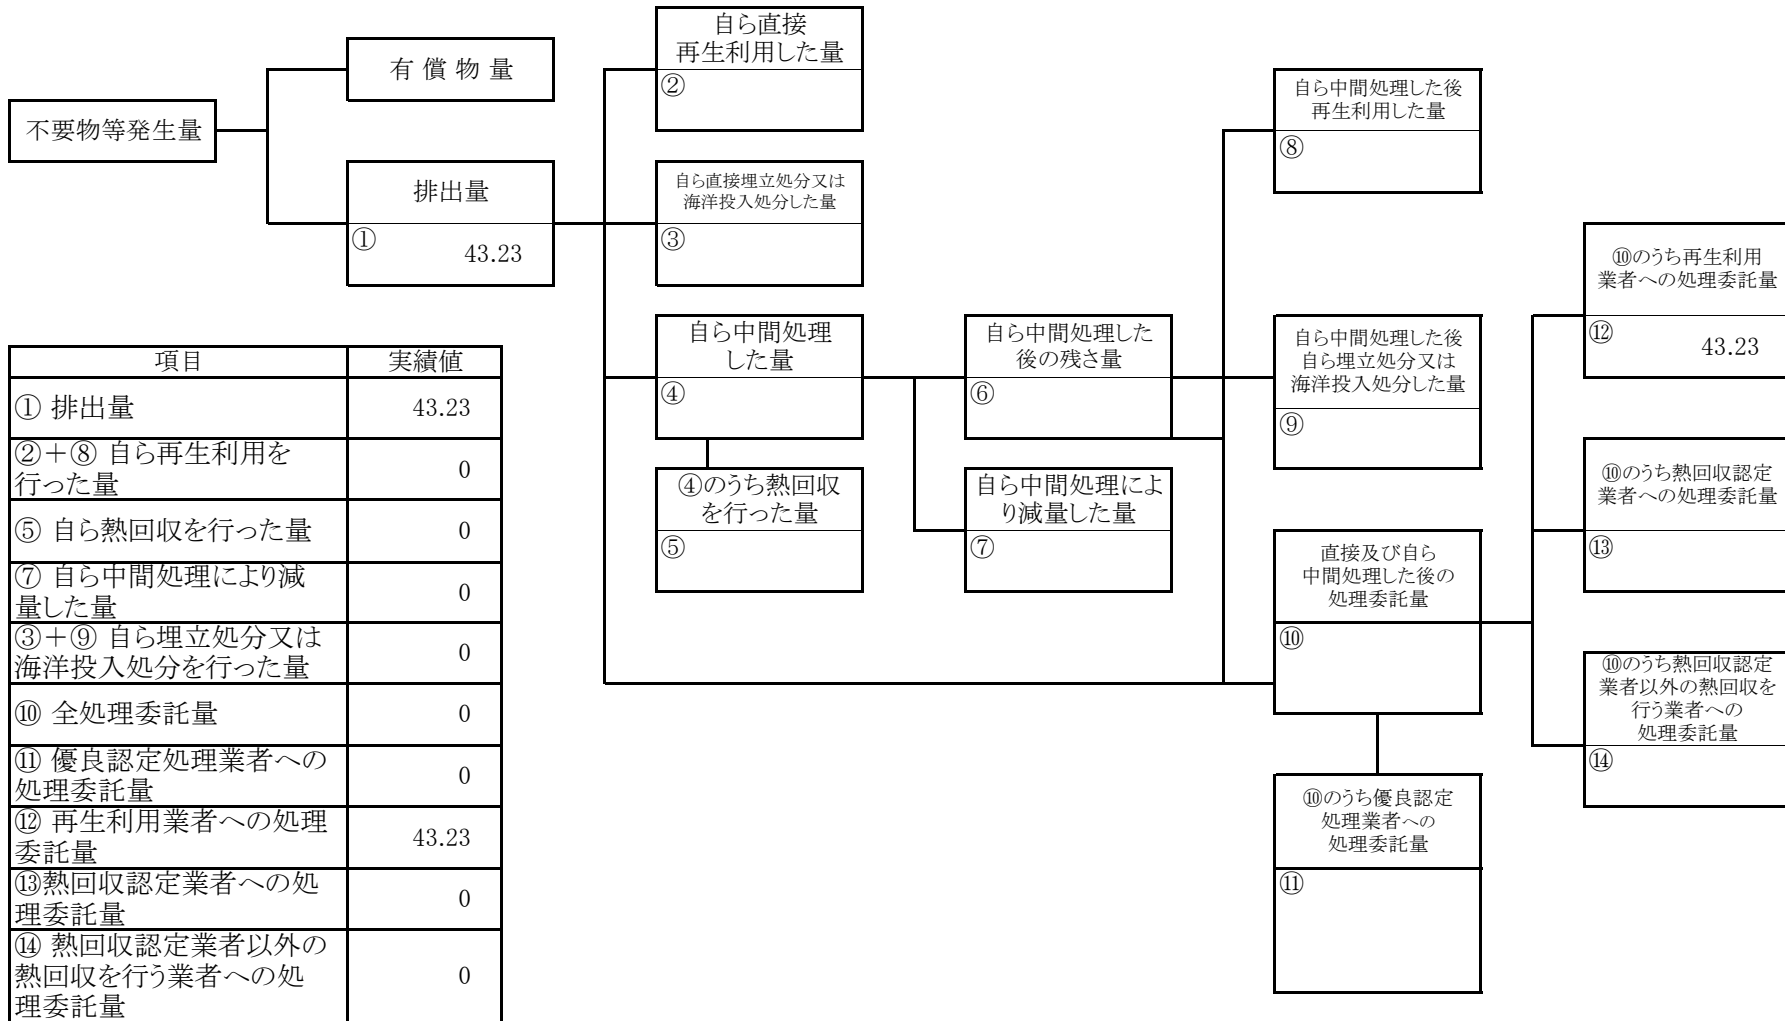 不要物等発生量
有 償 物 量
排出量
① 43.23
自ら直接
再生利用した量
②
自ら直接埋立処分又は
海洋投入処分した量
③
自ら中間処理
した量
④
④のうち熱回収
を行った量
⑤
自ら中間処理した
後の残さ量
⑥
自ら中間処理によ
り減量した量
⑦
自ら中間処理した後
再生利用した量
⑧
自ら中間処理した後
自ら埋立処分又は
海洋投入処分した量
⑨
直接及び自ら
中間処理した後の
処理委託量
⑩
⑩のうち優良認定
処理業者への
処理委託量
⑪
⑩のうち再生利用
業者への処理委託量
⑫ 43.23
⑩のうち熱回収認定
業者への処理委託量
⑬
⑩のうち熱回収認定
業者以外の熱回収を
行う業者への
処理委託量
⑭
項目 実績値
① 排出量 43.23
②＋⑧ 自ら再生利用を
行った量 0
⑤ 自ら熱回収を行った量 0
⑦ 自ら中間処理により減
量した量 0
③＋⑨ 自ら埋立処分又は
海洋投入処分を行った量 0
⑩ 全処理委託量 0
⑪ 優良認定処理業者への
処理委託量 0
⑫ 再生利用業者への処理
委託量 43.23
⑬熱回収認定業者への処
理委託量 0
⑭ 熱回収認定業者以外の
熱回収を行う業者への処
理委託量 0